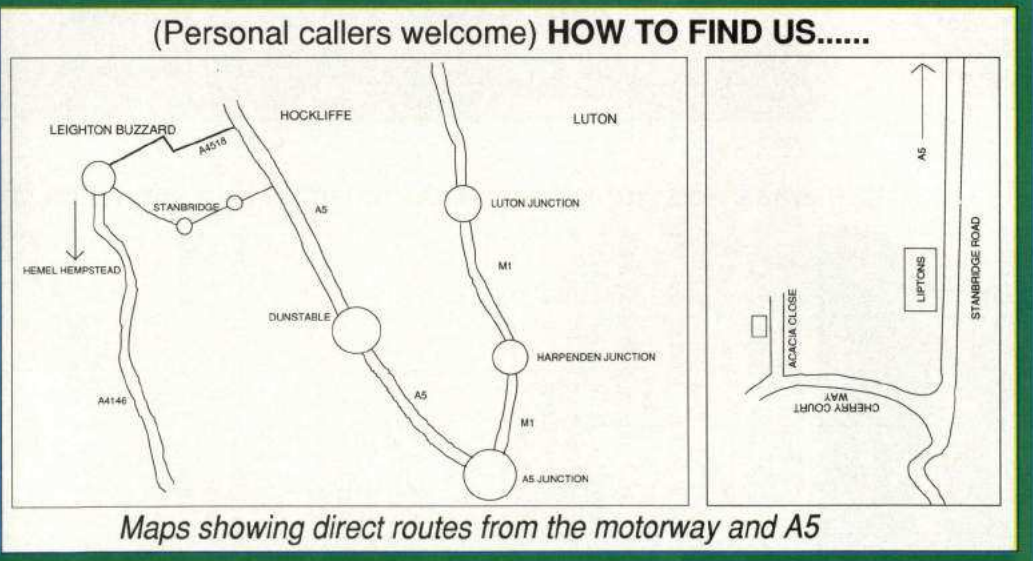 (Personal callers welcome) HOW TO FIND US......
HOCKLIFFE
LUTON
LEIGHTON BUZZARD
A4518
STANBRIDGE
A5
LUTON JUNCTION
HEMEL HEMPSTEAD
M1
DUNSTABLE
HARPENDEN JUNCTION
A4146
A5
M1
A5 JUNCTION
A5
STANBRIDGE ROAD
LIPTONS
ACACIA CLOSE
CHERRY COURT
WAY
Maps showing direct routes from the motorway and A5